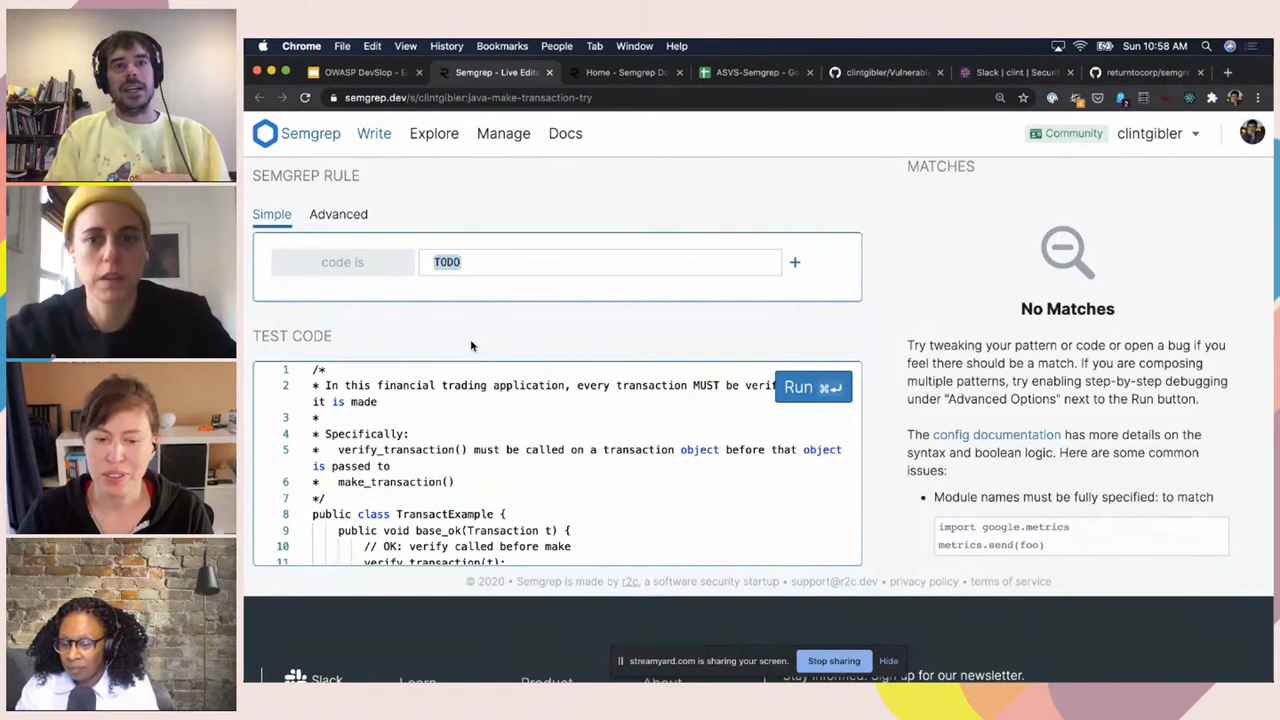 Chrome File Edit View History Bookmarks People Tab Window Help Sun 10:58 AM
OWASP DevSlop - E Semgrep - Live Edit Home - Semgrep Do ASVS-Semgrep - Go clintgibler/Vulnerabl Slack | clint | Securi returntocorp/semgre
semgrep.dev/s/clintgibler:java-make-transaction-try
Semgrep Write Explore Manage Docs Community clintgibler
SEMGREP RULE
Simple Advanced
code is TODO +
TEST CODE
Run ⌘↵
1 /*
2 * In this financial trading application, every transaction MUST be verif
it is made
3 *
4 * Specifically:
5 * verify_transaction() must be called on a transaction object before that object
is passed to
6 * make_transaction()
7 */
8 public class TransactExample {
9 public void base_ok(Transaction t) {
10 // OK: verify called before make
11 verify_transaction(t);
MATCHES
No Matches
Try tweaking your pattern or code or open a bug if you
feel there should be a match. If you are composing
multiple patterns, try enabling step-by-step debugging
under "Advanced Options" next to the Run button.
The config documentation has more details on the
syntax and boolean logic. Here are some common
issues:
• Module names must be fully specified: to match
import google.metrics
metrics.send(foo)
© 2020 • Semgrep is made by r2c, a software security startup • support@r2c.dev • privacy policy • terms of service
streamyard.com is sharing your screen. Stop sharing Hide
Slack Learn Product About Stay informed. Sign up for our newsletter.